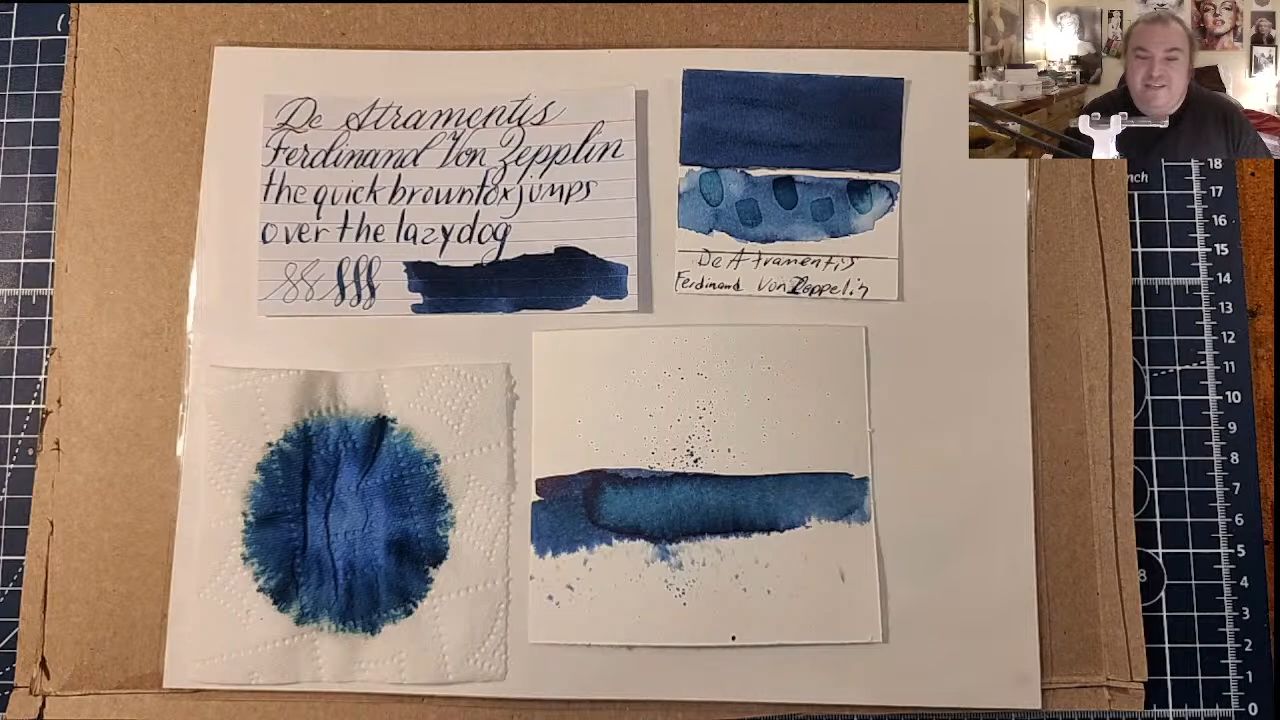 De Atramentis
Ferdinand Von Zepplin
the quick brown fox jumps
over the lazy dog
De Atramentis
Ferdinand Von Zeppelin
nch
18
17
16
15
14
13
12
11
10
9
8
7
6
5
4
3
2
1
0
8